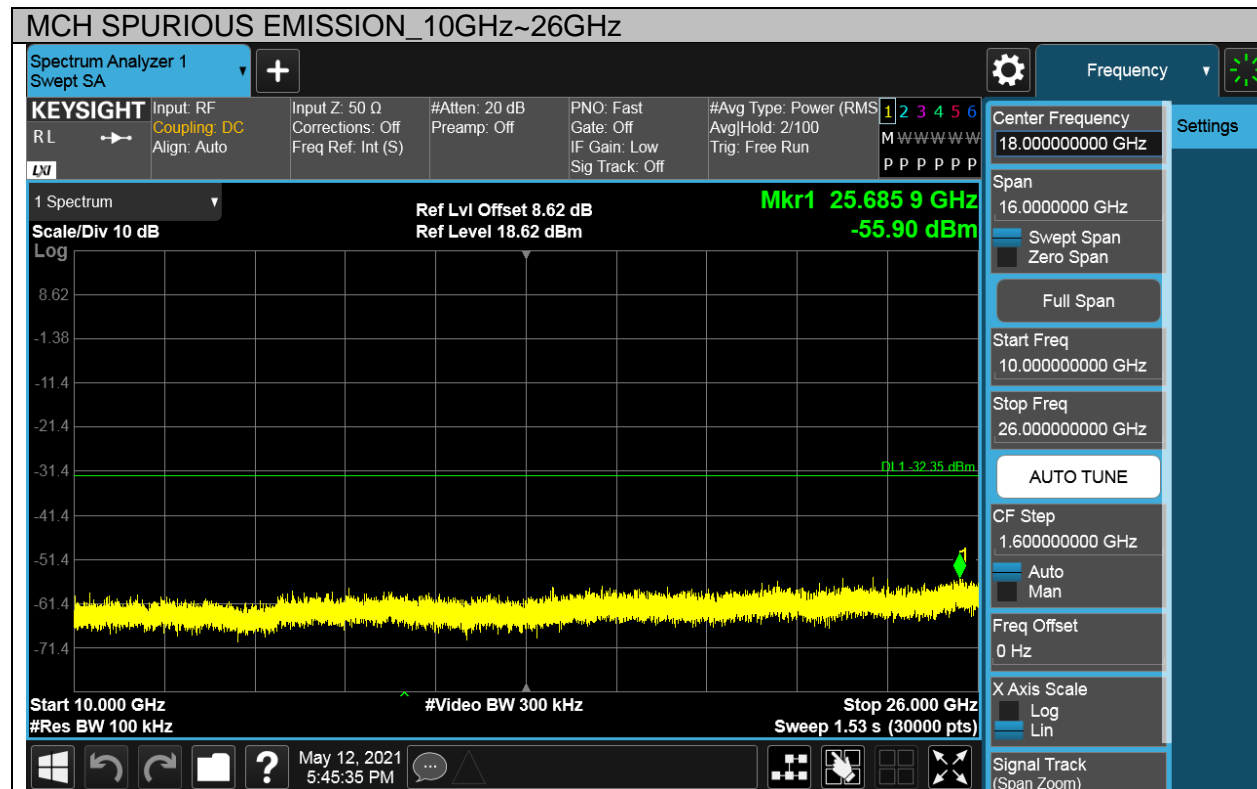 MCH SPURIOUS EMISSION_10GHz~26GHz
Spectrum Analyzer 1
Swept SA
+
Frequency
KEYSIGHT
RL
LXI
Input: RF
Coupling: DC
Align: Auto
Input Z: 50 Ω
Corrections: Off
Freq Ref: Int (S)
#Atten: 20 dB
Preamp: Off
PNO: Fast
Gate: Off
IF Gain: Low
Sig Track: Off
#Avg Type: Power (RMS
Avg|Hold: 2/100
Trig: Free Run
1 2 3 4 5 6
M W W W W W
P P P P P P
1 Spectrum
Scale/Div 10 dB
Log
Ref Lvl Offset 8.62 dB
Ref Level 18.62 dBm
Mkr1 25.685 9 GHz
-55.90 dBm
8.62
-1.38
-11.4
-21.4
-31.4
DL1 -32.35 dBm
-41.4
-51.4
1
-61.4
-71.4
Start 10.000 GHz
#Video BW 300 kHz
Stop 26.000 GHz
#Res BW 100 kHz
Sweep 1.53 s (30000 pts)
?
May 12, 2021
5:45:35 PM
Center Frequency
18.000000000 GHz
Settings
Span
16.0000000 GHz
Swept Span
Zero Span
Full Span
Start Freq
10.000000000 GHz
Stop Freq
26.000000000 GHz
AUTO TUNE
CF Step
1.600000000 GHz
Auto
Man
Freq Offset
0 Hz
X Axis Scale
Log
Lin
Signal Track
(Span Zoom)